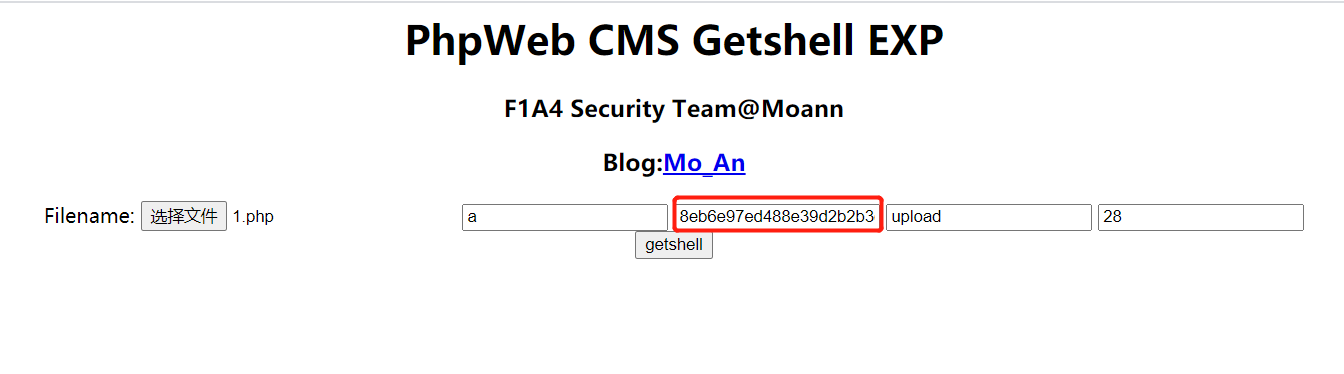 PhpWeb CMS Getshell EXP
F1A4 Security Team@Moann
Blog:Mo_An
Filename: 选择文件 1.php a 8eb6e97ed488e39d2b2b3 upload 28
getshell